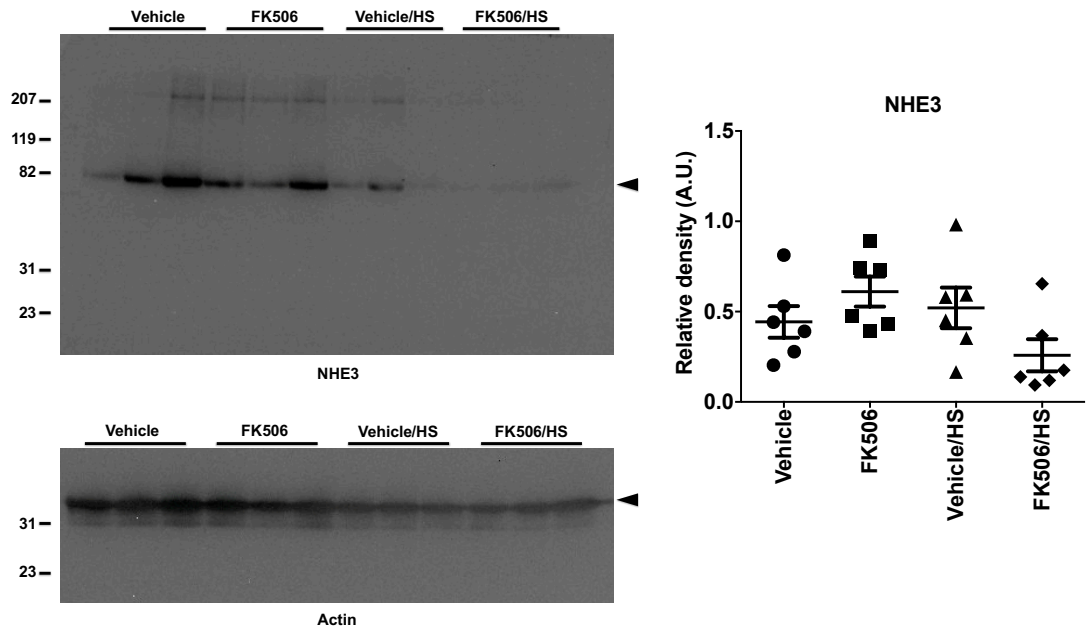 Vehicle FK506 Vehicle/HS FK506/HS
207
119
82
31
23
NHE3
Vehicle FK506 Vehicle/HS FK506/HS
31
23
Actin
NHE3
Relative density (A.U.)
1.5
1.0
0.5
0.0
Vehicle
FK506
Vehicle/HS
FK506/HS